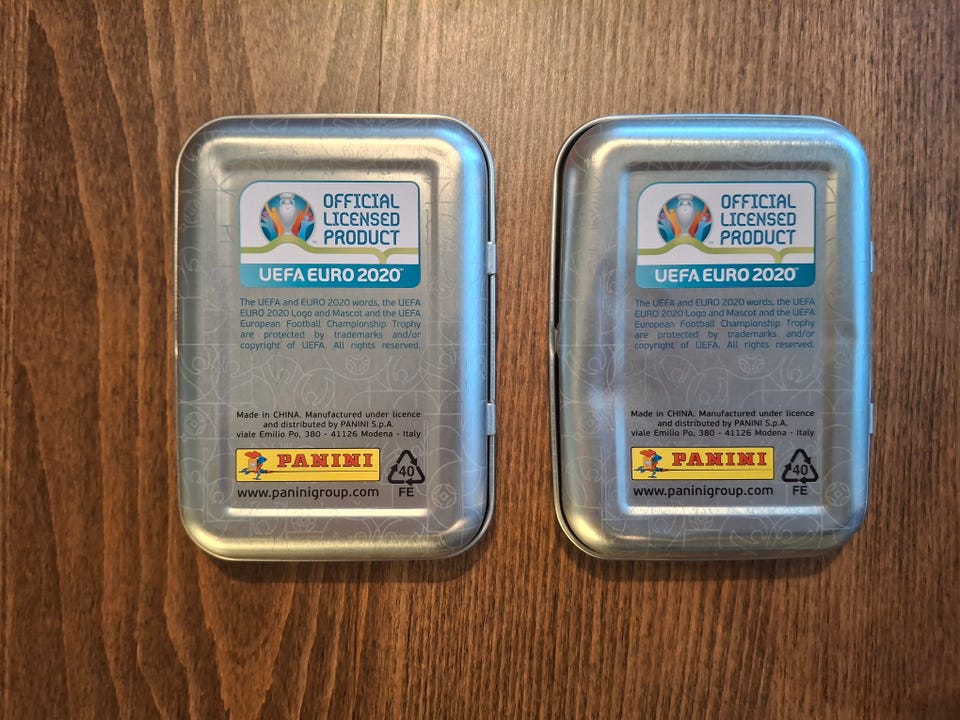 OFFICIAL
LICENSED
PRODUCT
™
UEFA EURO 2020™
The UEFA and EURO 2020 words, the UEFA
EURO 2020 Logo and Mascot and the UEFA
European Football Championship Trophy
are protected by trademarks and/or
copyright of UEFA. All rights reserved.
Made in CHINA. Manufactured under licence
and distributed by PANINI S.p.A.
viale Emilio Po, 380 - 41126 Modena - Italy
PANINI
40
www.paninigroup.com
FE
OFFICIAL
LICENSED
PRODUCT
™
UEFA EURO 2020™
The UEFA and EURO 2020 words, the UEFA
EURO 2020 Logo and Mascot and the UEFA
European Football Championship Trophy
are protected by trademarks and/or
copyright of UEFA. All rights reserved.
Made in CHINA. Manufactured under licence
and distributed by PANINI S.p.A.
viale Emilio Po, 380 - 41126 Modena - Italy
PANINI
40
www.paninigroup.com
FE